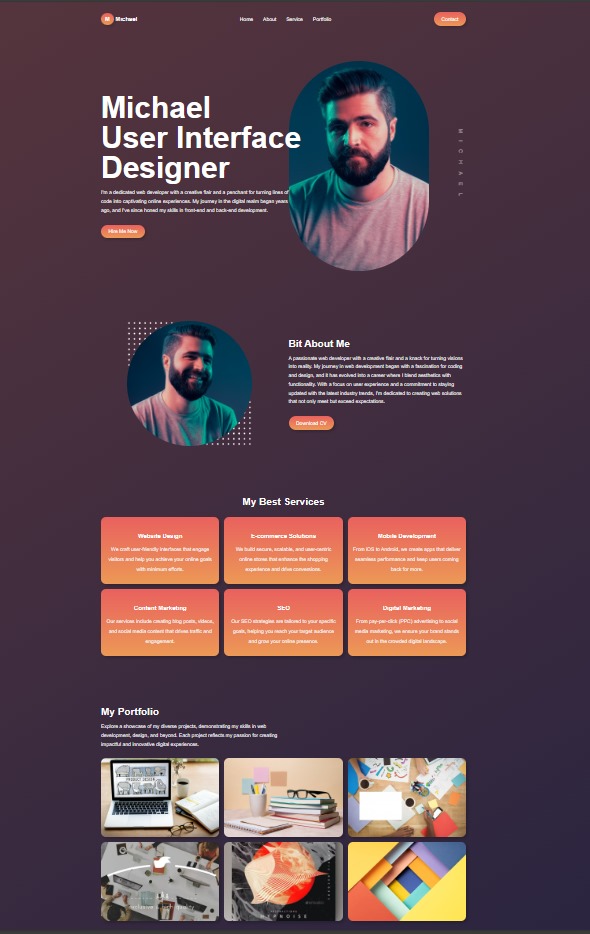 M Michael
Home About Service Portfolio
Contact
Michael
User Interface
Designer
I'm a dedicated web developer with a creative flair and a penchant for turning lines of
code into captivating online experiences. My journey in the digital realm began years
ago, and I've since honed my skills in front-end and back-end development.
Hire Me Now
MICHAEL
Bit About Me
A passionate web developer with a creative flair and a knack for turning visions
into reality. My journey in web development began with a fascination for coding
and design, and it has evolved into a career where I blend aesthetics with
functionality. With a focus on user experience and a commitment to staying
updated with the latest industry trends, I'm dedicated to creating web solutions
that not only meet but exceed expectations.
Download CV
My Best Services
Website Design
We craft user-friendly interfaces that engage
visitors and help you achieve your online goals
with minimum efforts.
E-commerce Solutions
We build secure, scalable, and user-centric
online stores that enhance the shopping
experience and drive conversions.
Mobile Development
From iOS to Android, we create apps that deliver
seamless performance and keep users coming
back for more.
Content Marketing
Our services include creating blog posts, videos,
and social media content that drives traffic and
engagement.
SEO
Our SEO strategies are tailored to your specific
goals, helping you reach your target audience
and grow your online presence.
Digital Marketing
From pay-per-click (PPC) advertising to social
media marketing, we ensure your brand stands
out in the crowded digital landscape.
My Portfolio
Explore a showcase of my diverse projects, demonstrating my skills in web
development, design, and beyond. Each project reflects my passion for creating
impactful and innovative digital experiences.
PRODUCT DESIGN
HYPNOISE